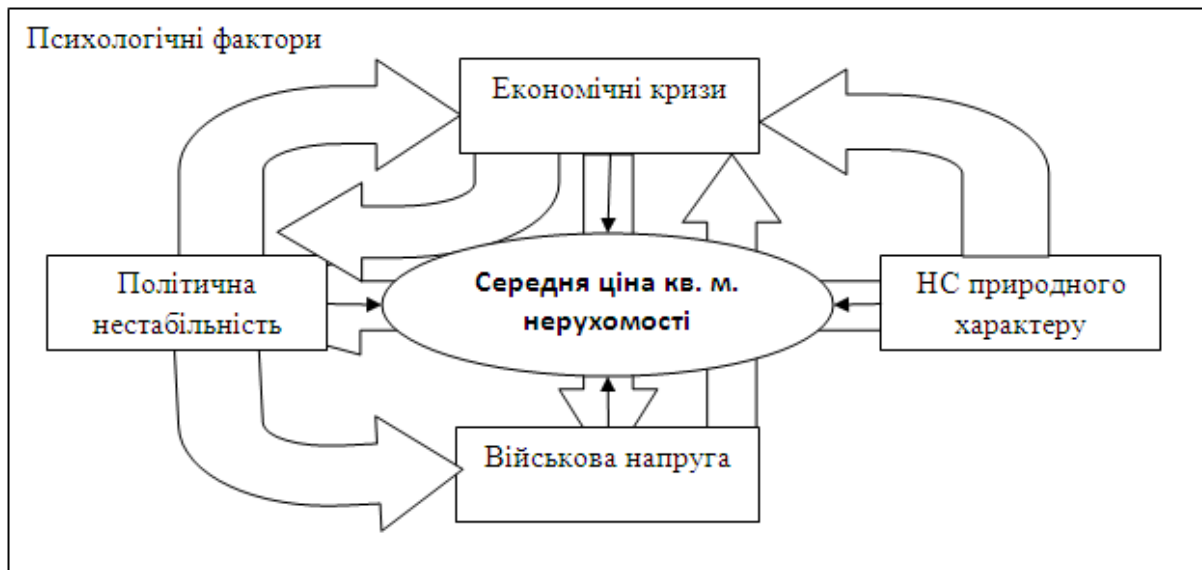 Психологічні фактори
Економічні кризи
Політична
нестабільність
Середня ціна кв. м.
нерухомості
НС природного
характеру
Військова напруга